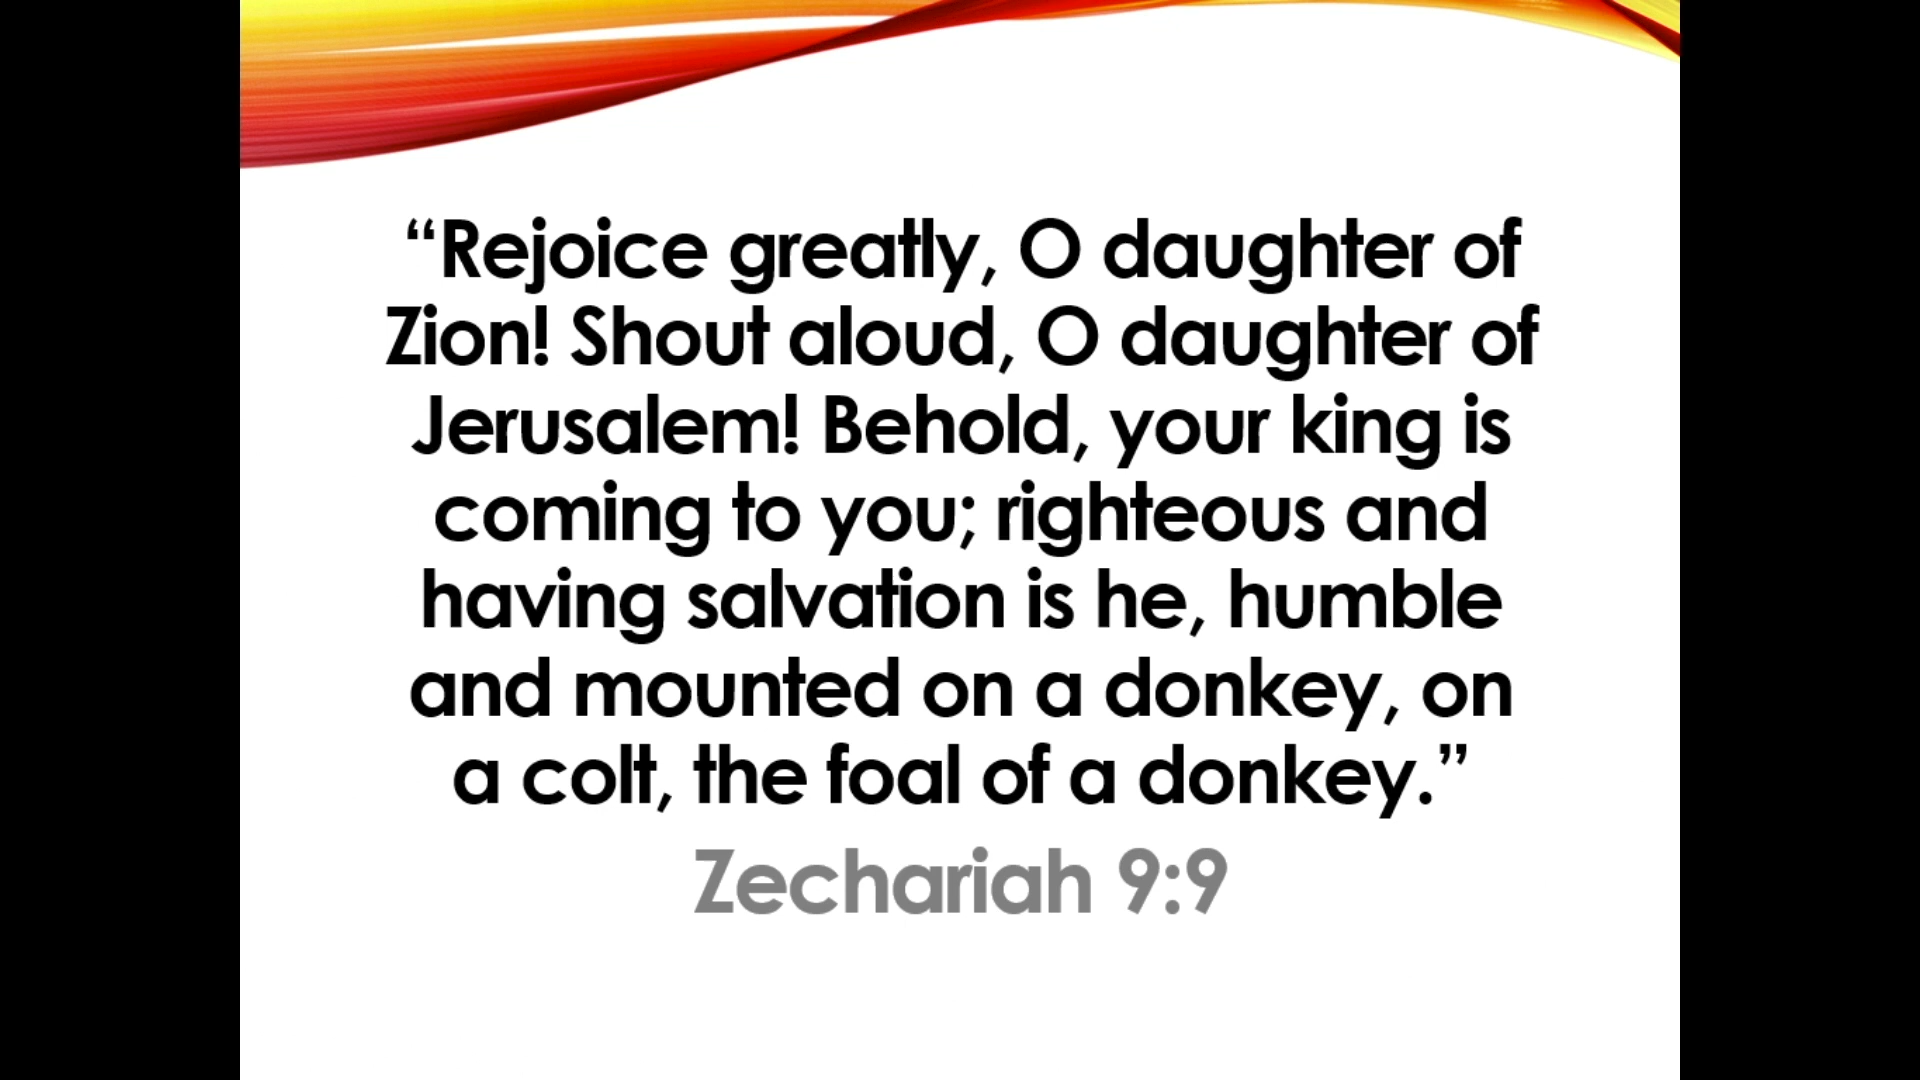 “Rejoice greatly, O daughter of
Zion! Shout aloud, O daughter of
Jerusalem! Behold, your king is
coming to you; righteous and
having salvation is he, humble
and mounted on a donkey, on
a colt, the foal of a donkey.”
Zechariah 9:9